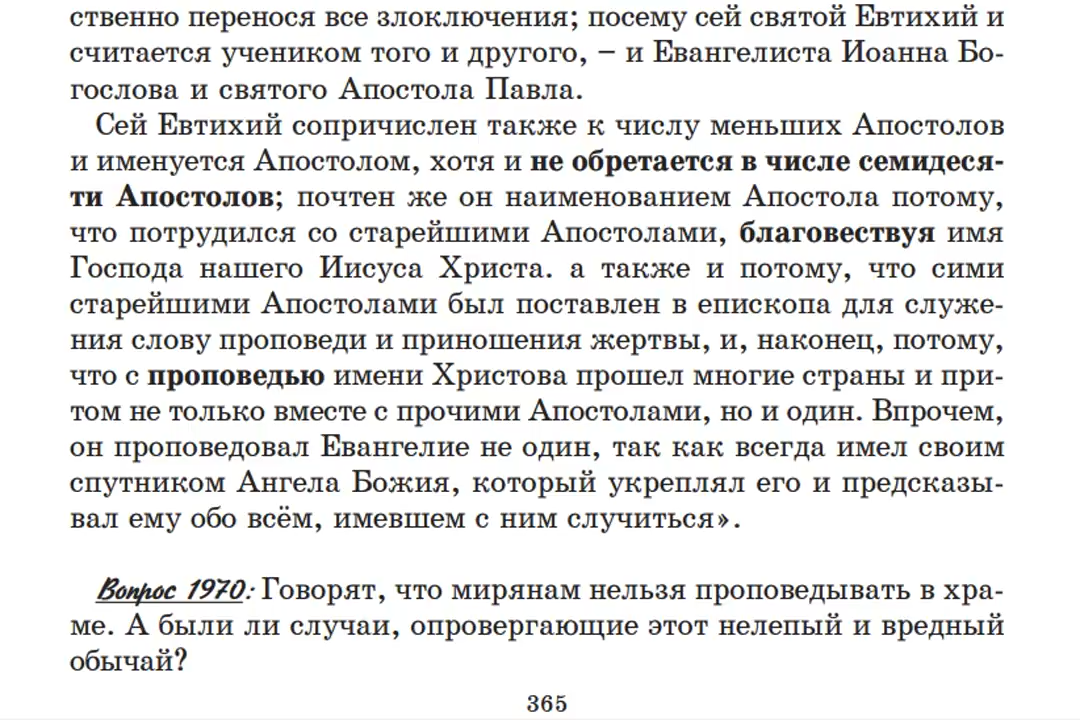 ственно перенося все злоключения; посему сей святой Евтихий и
считается учеником того и другого, – и Евангелиста Иоанна Бо-
гослова и святого Апостола Павла.
Сей Евтихий сопричислен также к числу меньших Апостолов
и именуется Апостолом, хотя и не обретается в числе семидеся-
ти Апостолов; почтен же он наименованием Апостола потому,
что потрудился со старейшими Апостолами, благовествуя имя
Господа нашего Иисуса Христа. а также и потому, что сими
старейшими Апостолами был поставлен в епископа для служе-
ния слову проповеди и приношения жертвы, и, наконец, потому,
что с проповедью имени Христова прошел многие страны и при-
том не только вместе с прочими Апостолами, но и один. Впрочем,
он проповедовал Евангелие не один, так как всегда имел своим
спутником Ангела Божия, который укреплял его и предсказы-
вал ему обо всём, имевшем с ним случиться».
Вопрос 1970: Говорят, что мирянам нельзя проповедывать в хра-
ме. А были ли случаи, опровергающие этот нелепый и вредный
обычай?
365